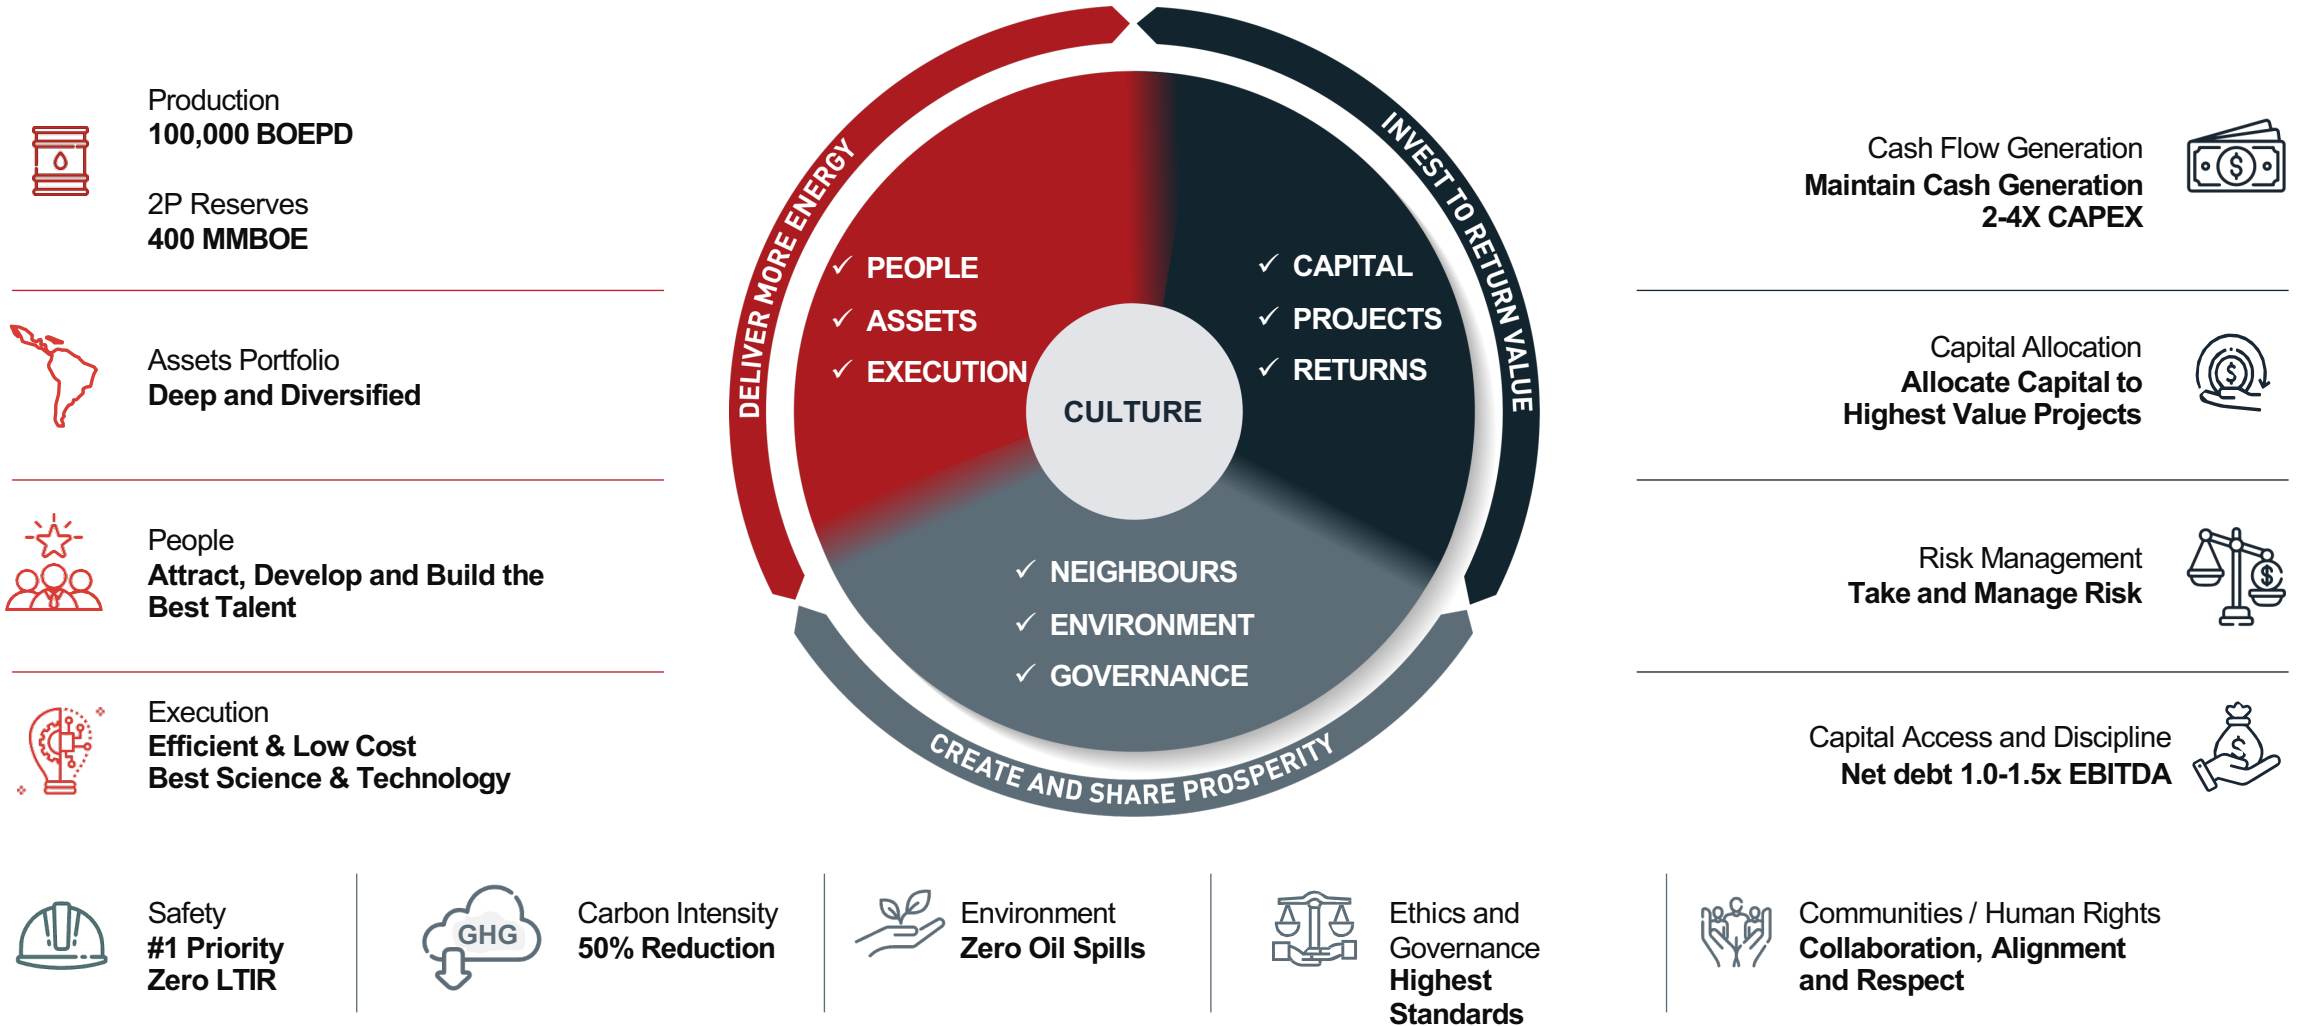 Production
100,000 BOEPD
2P Reserves
400 MMBOE
Assets Portfolio
Deep and Diversified
People
Attract, Develop and Build the
Best Talent
Execution
Efficient & Low Cost
Best Science & Technology
DELIVER MORE ENERGY
INVEST TO RETURN VALUE
CREATE AND SHARE PROSPERITY
✓ PEOPLE
✓ ASSETS
✓ EXECUTION
✓ CAPITAL
✓ PROJECTS
✓ RETURNS
CULTURE
✓ NEIGHBOURS
✓ ENVIRONMENT
✓ GOVERNANCE
Cash Flow Generation
Maintain Cash Generation
2-4X CAPEX
Capital Allocation
Allocate Capital to
Highest Value Projects
Risk Management
Take and Manage Risk
Capital Access and Discipline
Net debt 1.0-1.5x EBITDA
Safety
#1 Priority
Zero LTIR
GHG
Carbon Intensity
50% Reduction
Environment
Zero Oil Spills
Ethics and
Governance
Highest
Standards
Communities / Human Rights
Collaboration, Alignment
and Respect